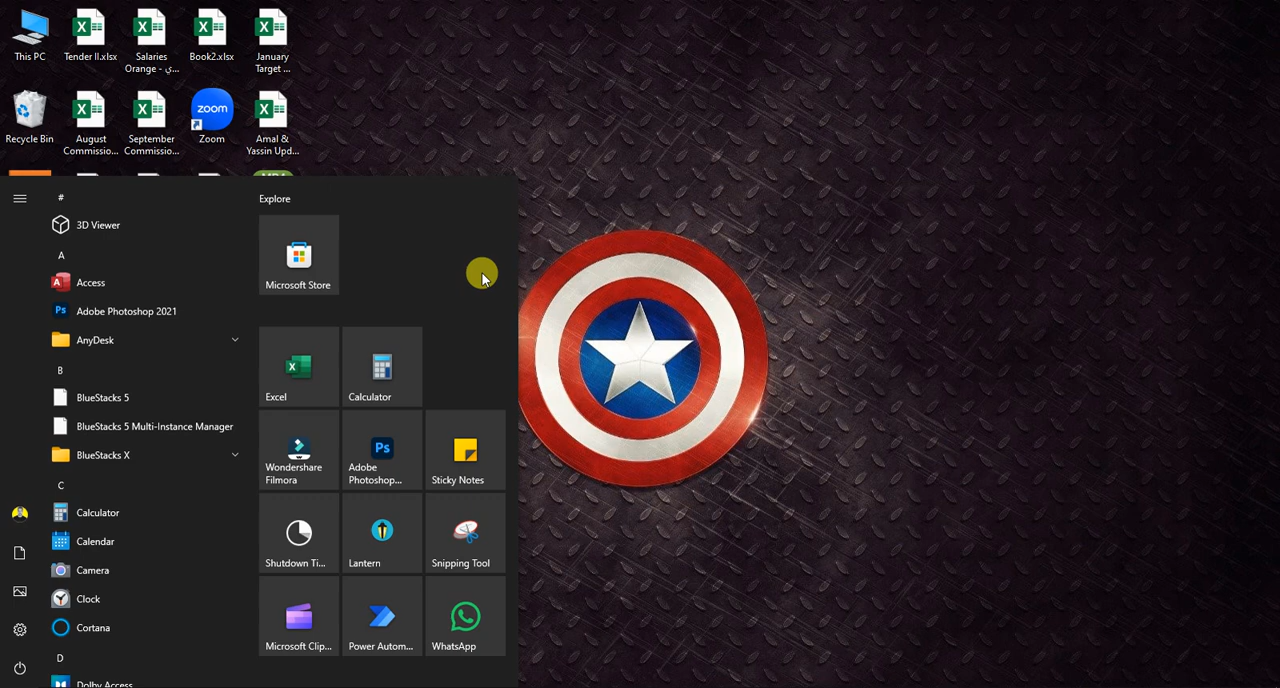 This PC
Tender II.xlsx
Salaries
Orange - ي...
Book2.xlsx
January
Target ...
Recycle Bin
August
Commissio...
September
Commissio...
zoom
Zoom
Amal &
Yassin Upd...
#
3D Viewer
A
Access
Ps Adobe Photoshop 2021
AnyDesk
B
BlueStacks 5
BlueStacks 5 Multi-Instance Manager
BlueStacks X
C
Calculator
Calendar
Camera
Clock
Cortana
D
Dolby Access
Explore
Microsoft Store
Excel
Calculator
Wondershare
Filmora
Ps
Adobe
Photoshop...
Sticky Notes
Shutdown Ti...
Lantern
Snipping Tool
Microsoft Clip...
Power Autom...
WhatsApp